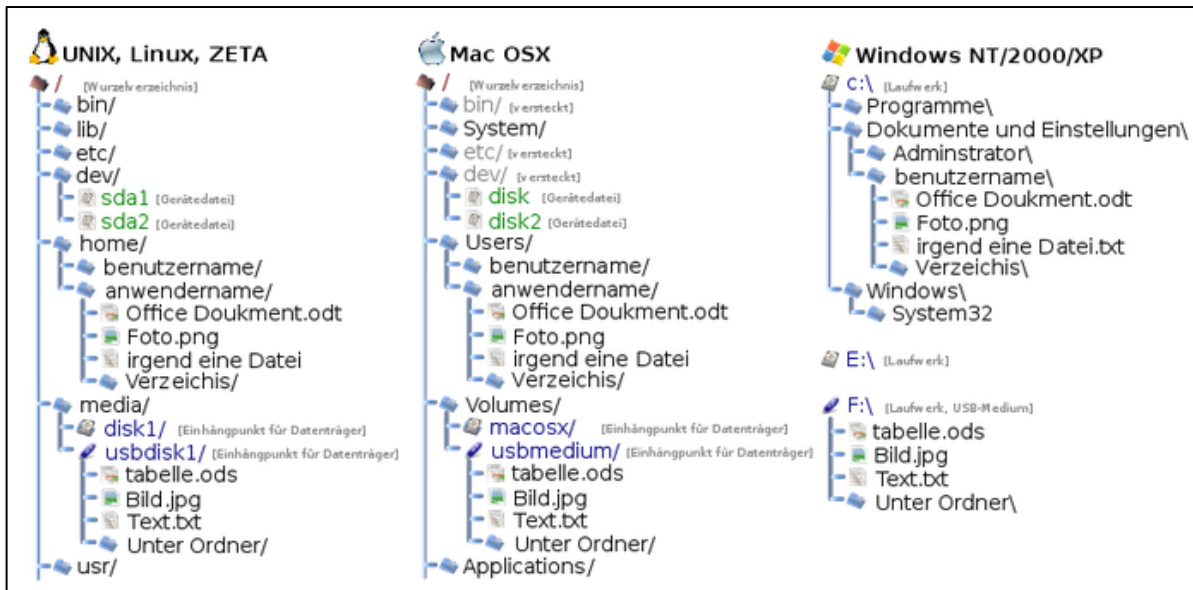 UNIX, Linux, ZETA
/ [Wurzelverzeichnis]
bin/
lib/
etc/
dev/
sda1 [Gerätedatei]
sda2 [Gerätedatei]
home/
benutzername/
anwendername/
Office Doukment.odt
Foto.png
irgend eine Datei
Verzeichis/
media/
disk1/ [Einhängpunkt für Datenträger]
usbdisk1/ [Einhängpunkt für Datenträger]
tabelle.ods
Bild.jpg
Text.txt
Unter Ordner/
usr/
Mac OSX
/ [Wurzelverzeichnis]
bin/ [versteckt]
System/
etc/ [versteckt]
dev/ [versteckt]
disk [Gerätedatei]
disk2 [Gerätedatei]
Users/
benutzername/
anwendername/
Office Doukment.odt
Foto.png
irgend eine Datei
Verzeichis/
Volumes/
macosx/ [Einhängpunkt für Datenträger]
usbmedium/ [Einhängpunkt für Datenträger]
tabelle.ods
Bild.jpg
Text.txt
Unter Ordner/
Applications/
Windows NT/2000/XP
c:\ [Laufwerk]
Programme\
Dokumente und Einstellungen\
Adminstrator\
benutzername\
Office Doukment.odt
Foto.png
irgend eine Datei.txt
Verzeichis\
Windows\
System32
E:\ [Laufwerk]
F:\ [Laufwerk, USB-Medium]
tabelle.ods
Bild.jpg
Text.txt
Unter Ordner\